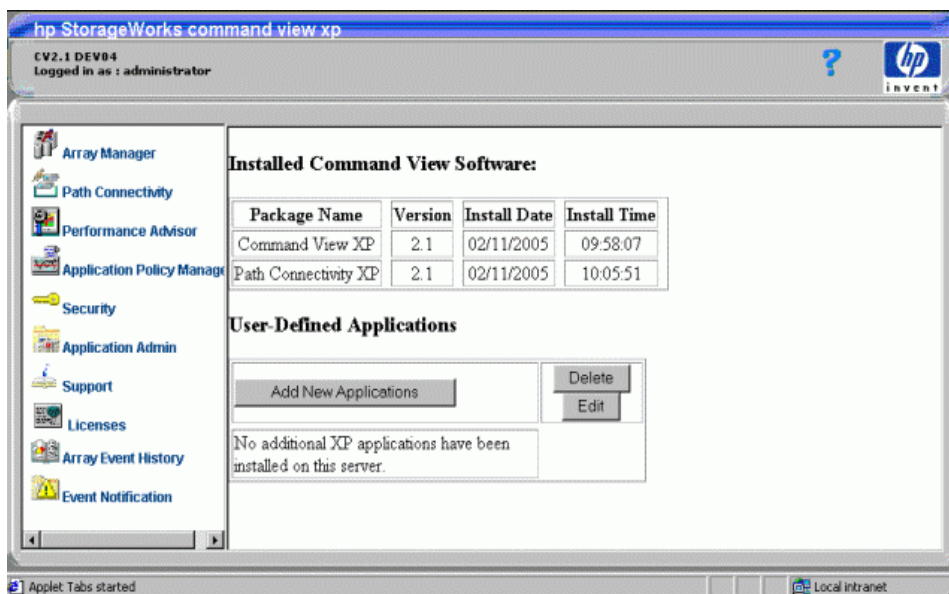 hp StorageWorks command view xp
CV2.1 DEV04
Logged in as : administrator
?
hp
invent
Array Manager
Path Connectivity
Performance Advisor
Application Policy Manage
Security
Application Admin
Support
Licenses
Array Event History
Event Notification
Installed Command View Software:
Package Name Version Install Date Install Time
Command View XP 2.1 02/11/2005 09:58:07
Path Connectivity XP 2.1 02/11/2005 10:05:51
User-Defined Applications
Add New Applications
Delete
Edit
No additional XP applications have been
installed on this server.
Applet Tabs started
Local intranet